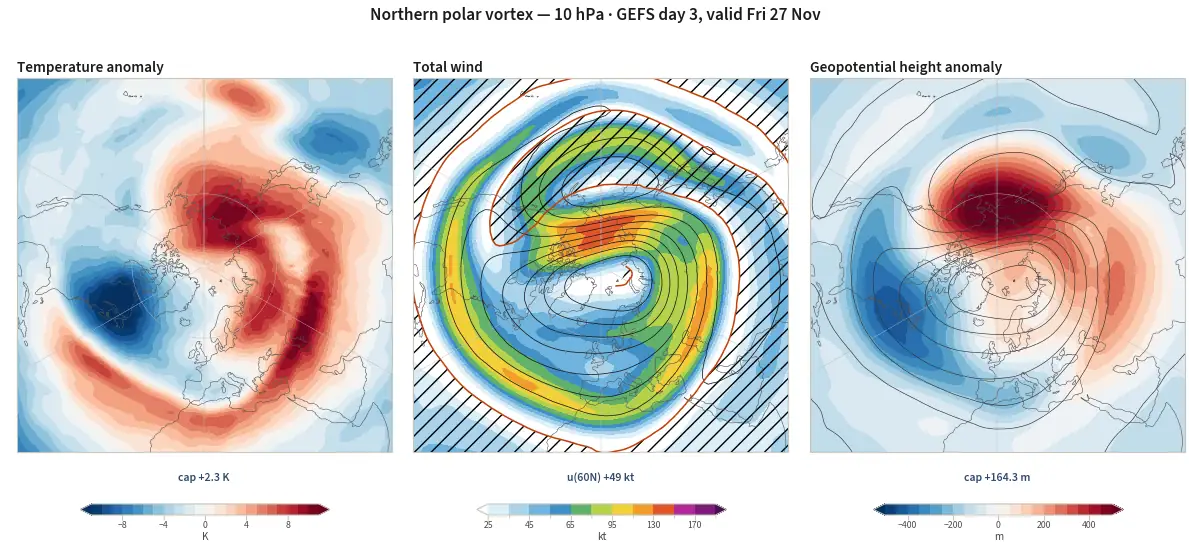 Northern polar vortex — 10 hPa · GEFS day 3, valid Fri 27 Nov
Temperature anomaly
Total wind
Geopotential height anomaly
cap +2.3 K
u(60N) +49 kt
cap +164.3 m
−8 −4 0 4 8
K
25 45 65 95 130 170
kt
−400 −200 0 200 400
m